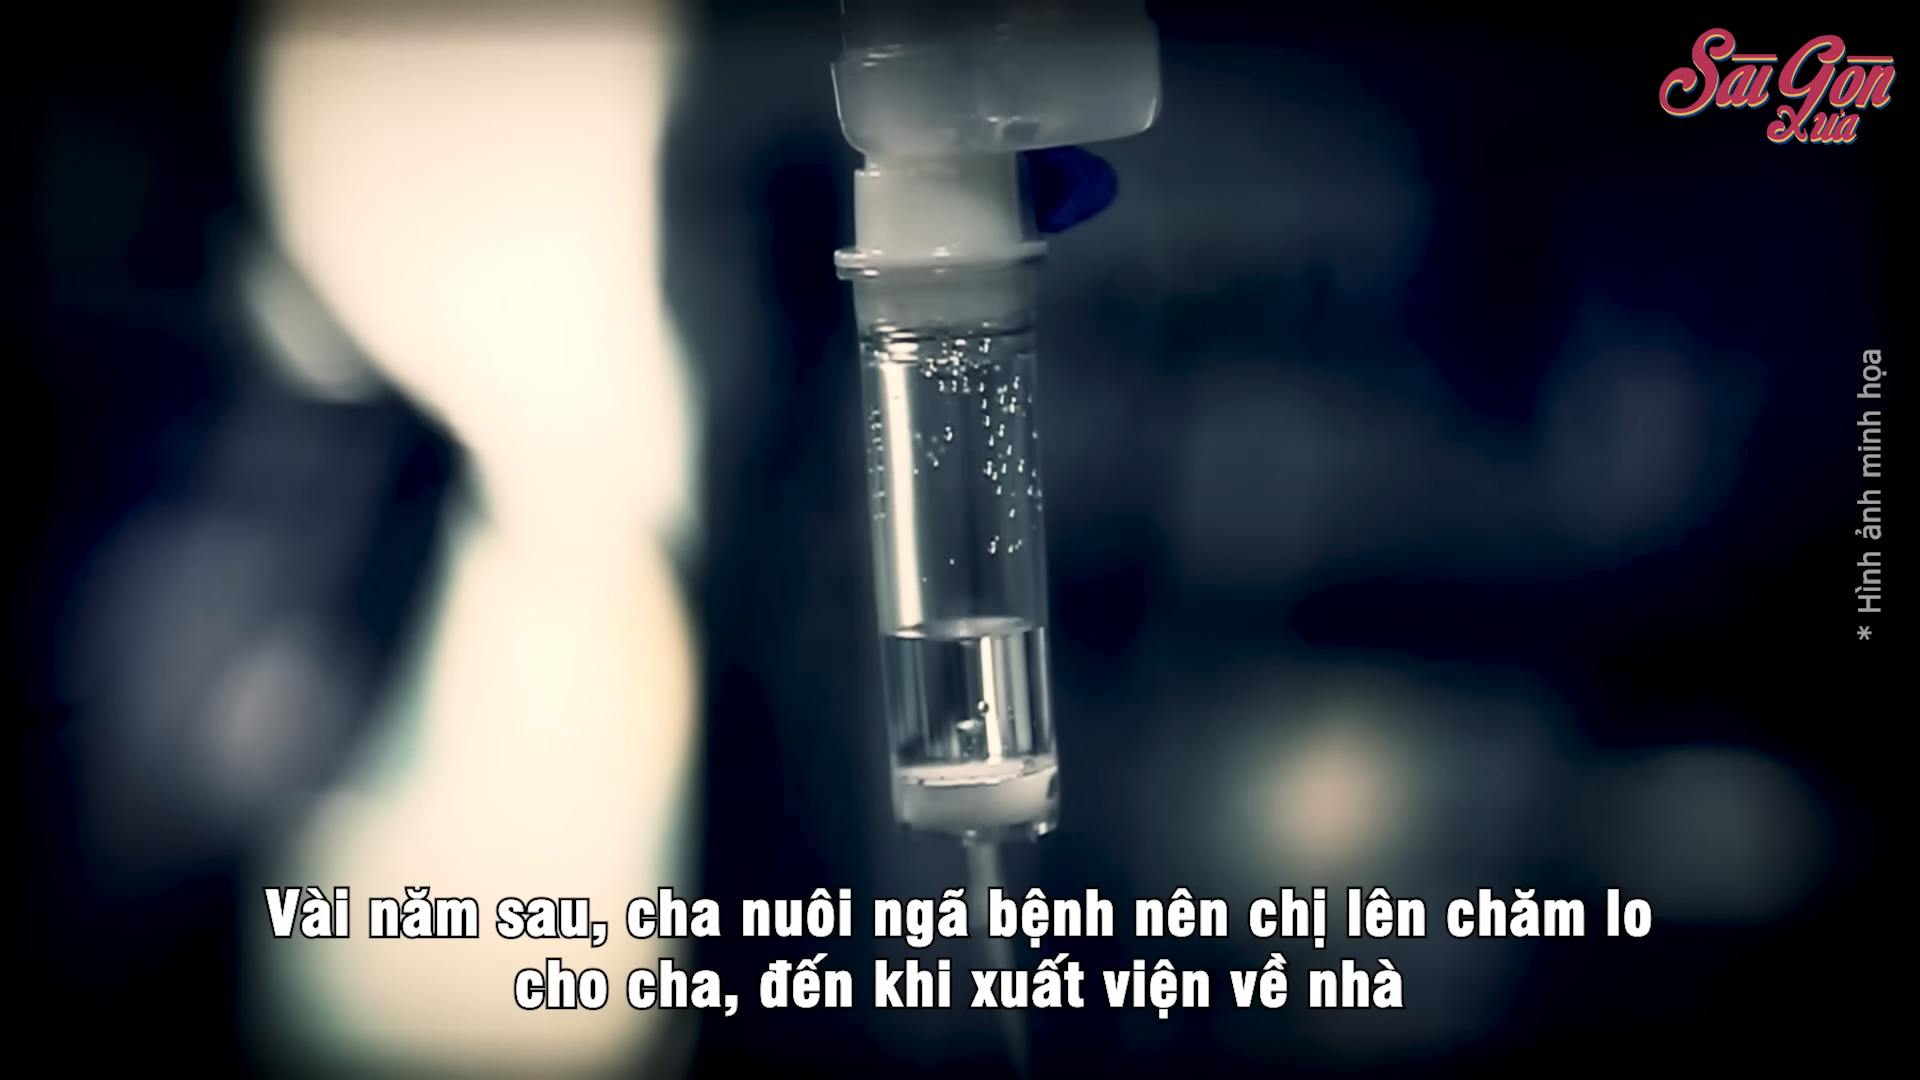 Sài Gòn
Xưa
* Hình ảnh minh họa
Vài năm sau, cha nuôi ngã bệnh nên chị lên chăm lo
cho cha, đến khi xuất viện về nhà